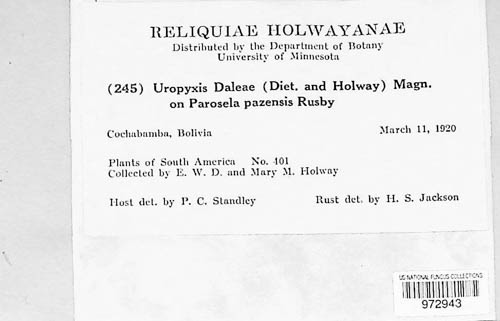 RELIQUIAE HOLWAYANAE
Distributed by the Department of Botany
University of Minnesota
(245) Uropyxis Daleae (Diet. and Holway) Magn.
on Parosela pazensis Rusby
Cochabamba, Bolivia March 11, 1920
Plants of South America No. 401
Collected by E. W. D. and Mary M. Holway
Host det. by P. C. Standley Rust det. by H. S. Jackson
US NATIONAL FUNGUS COLLECTIONS
972943